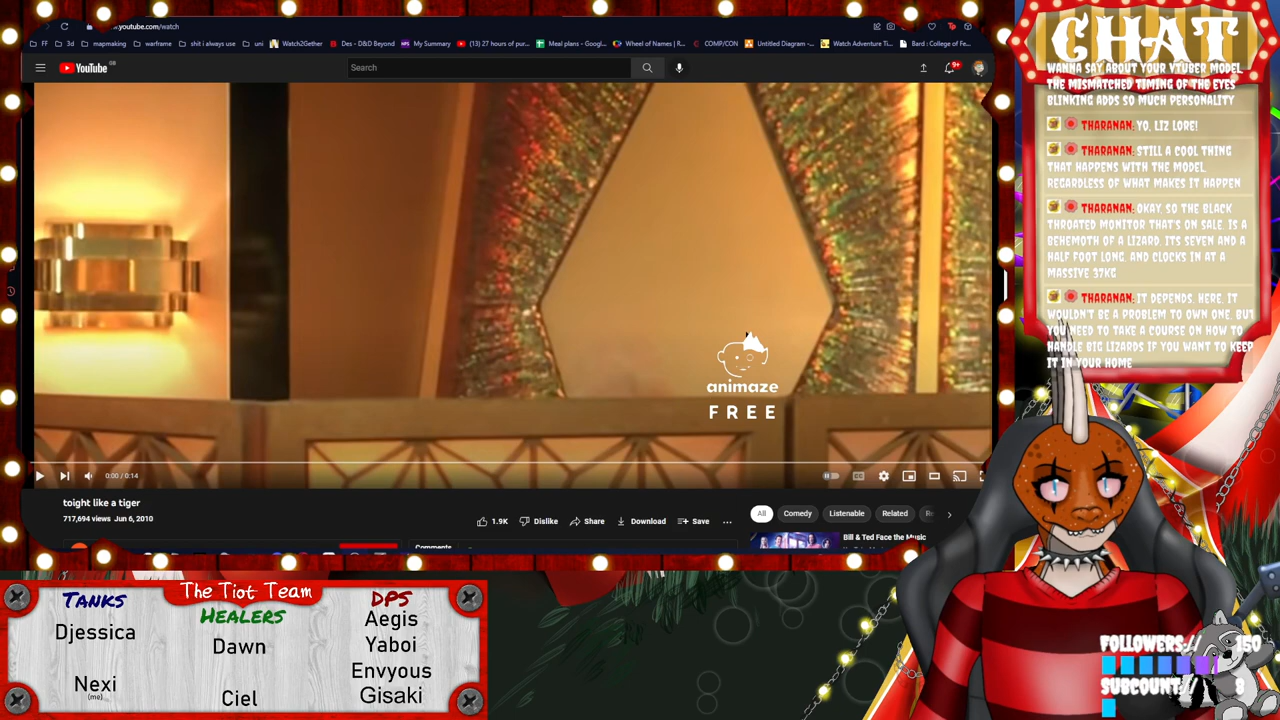 .youtube.com/watch
FF
3d
mapmaking
warframe
shit i always use
uni
Watch2Gether
Des - D&D Beyond
My Summary
(13) 27 hours of pur...
Meal plans - Googl...
Wheel of Names | R...
COMP/CON
Untitled Diagram -...
Watch Adventure Ti...
Bard : College of Fe...
YouTube GB
Search
9+
animaze
FREE
0:00 / 0:14
toight like a tiger
717,694 views Jun 6, 2010
1.9K
Dislike
Share
Download
Save
All
Comedy
Listenable
Related
Bill & Ted Face the Music
Comments
CHAT
WANNA SAY ABOUT YOUR VTUBER MODEL
THE MISMATCHED TIMING OF THE EYES
BLINKING ADDS SO MUCH PERSONALITY
THARANAN: YO, LIZ LORE!
THARANAN: STILL A COOL THING
THAT HAPPENS WITH THE MODEL
REGARDLESS OF WHAT MAKES IT HAPPEN
THARANAN: OKAY, SO THE BLACK
THROATED MONITOR THAT'S ON SALE, IS A
BEHEMOTH OF A LIZARD. ITS SEVEN AND A
HALF FOOT LONG, AND CLOCKS IN AT A
MASSIVE 37KG
THARANAN: IT DEPENDS. HERE, IT
WOULDN'T BE A PROBLEM TO OWN ONE, BUT
YOU NEED TO TAKE A COURSE ON HOW TO
HANDLE BIG LIZARDS IF YOU WANT TO KEEP
IT IN YOUR HOME
The Tiot Team
TANKS
Djessica
Nexi
(me)
HEALERS
Dawn
Ciel
DPS
Aegis
Yaboi
Envyous
Gisaki
FOLLOWERS// 150
SUBCOUNT// 8